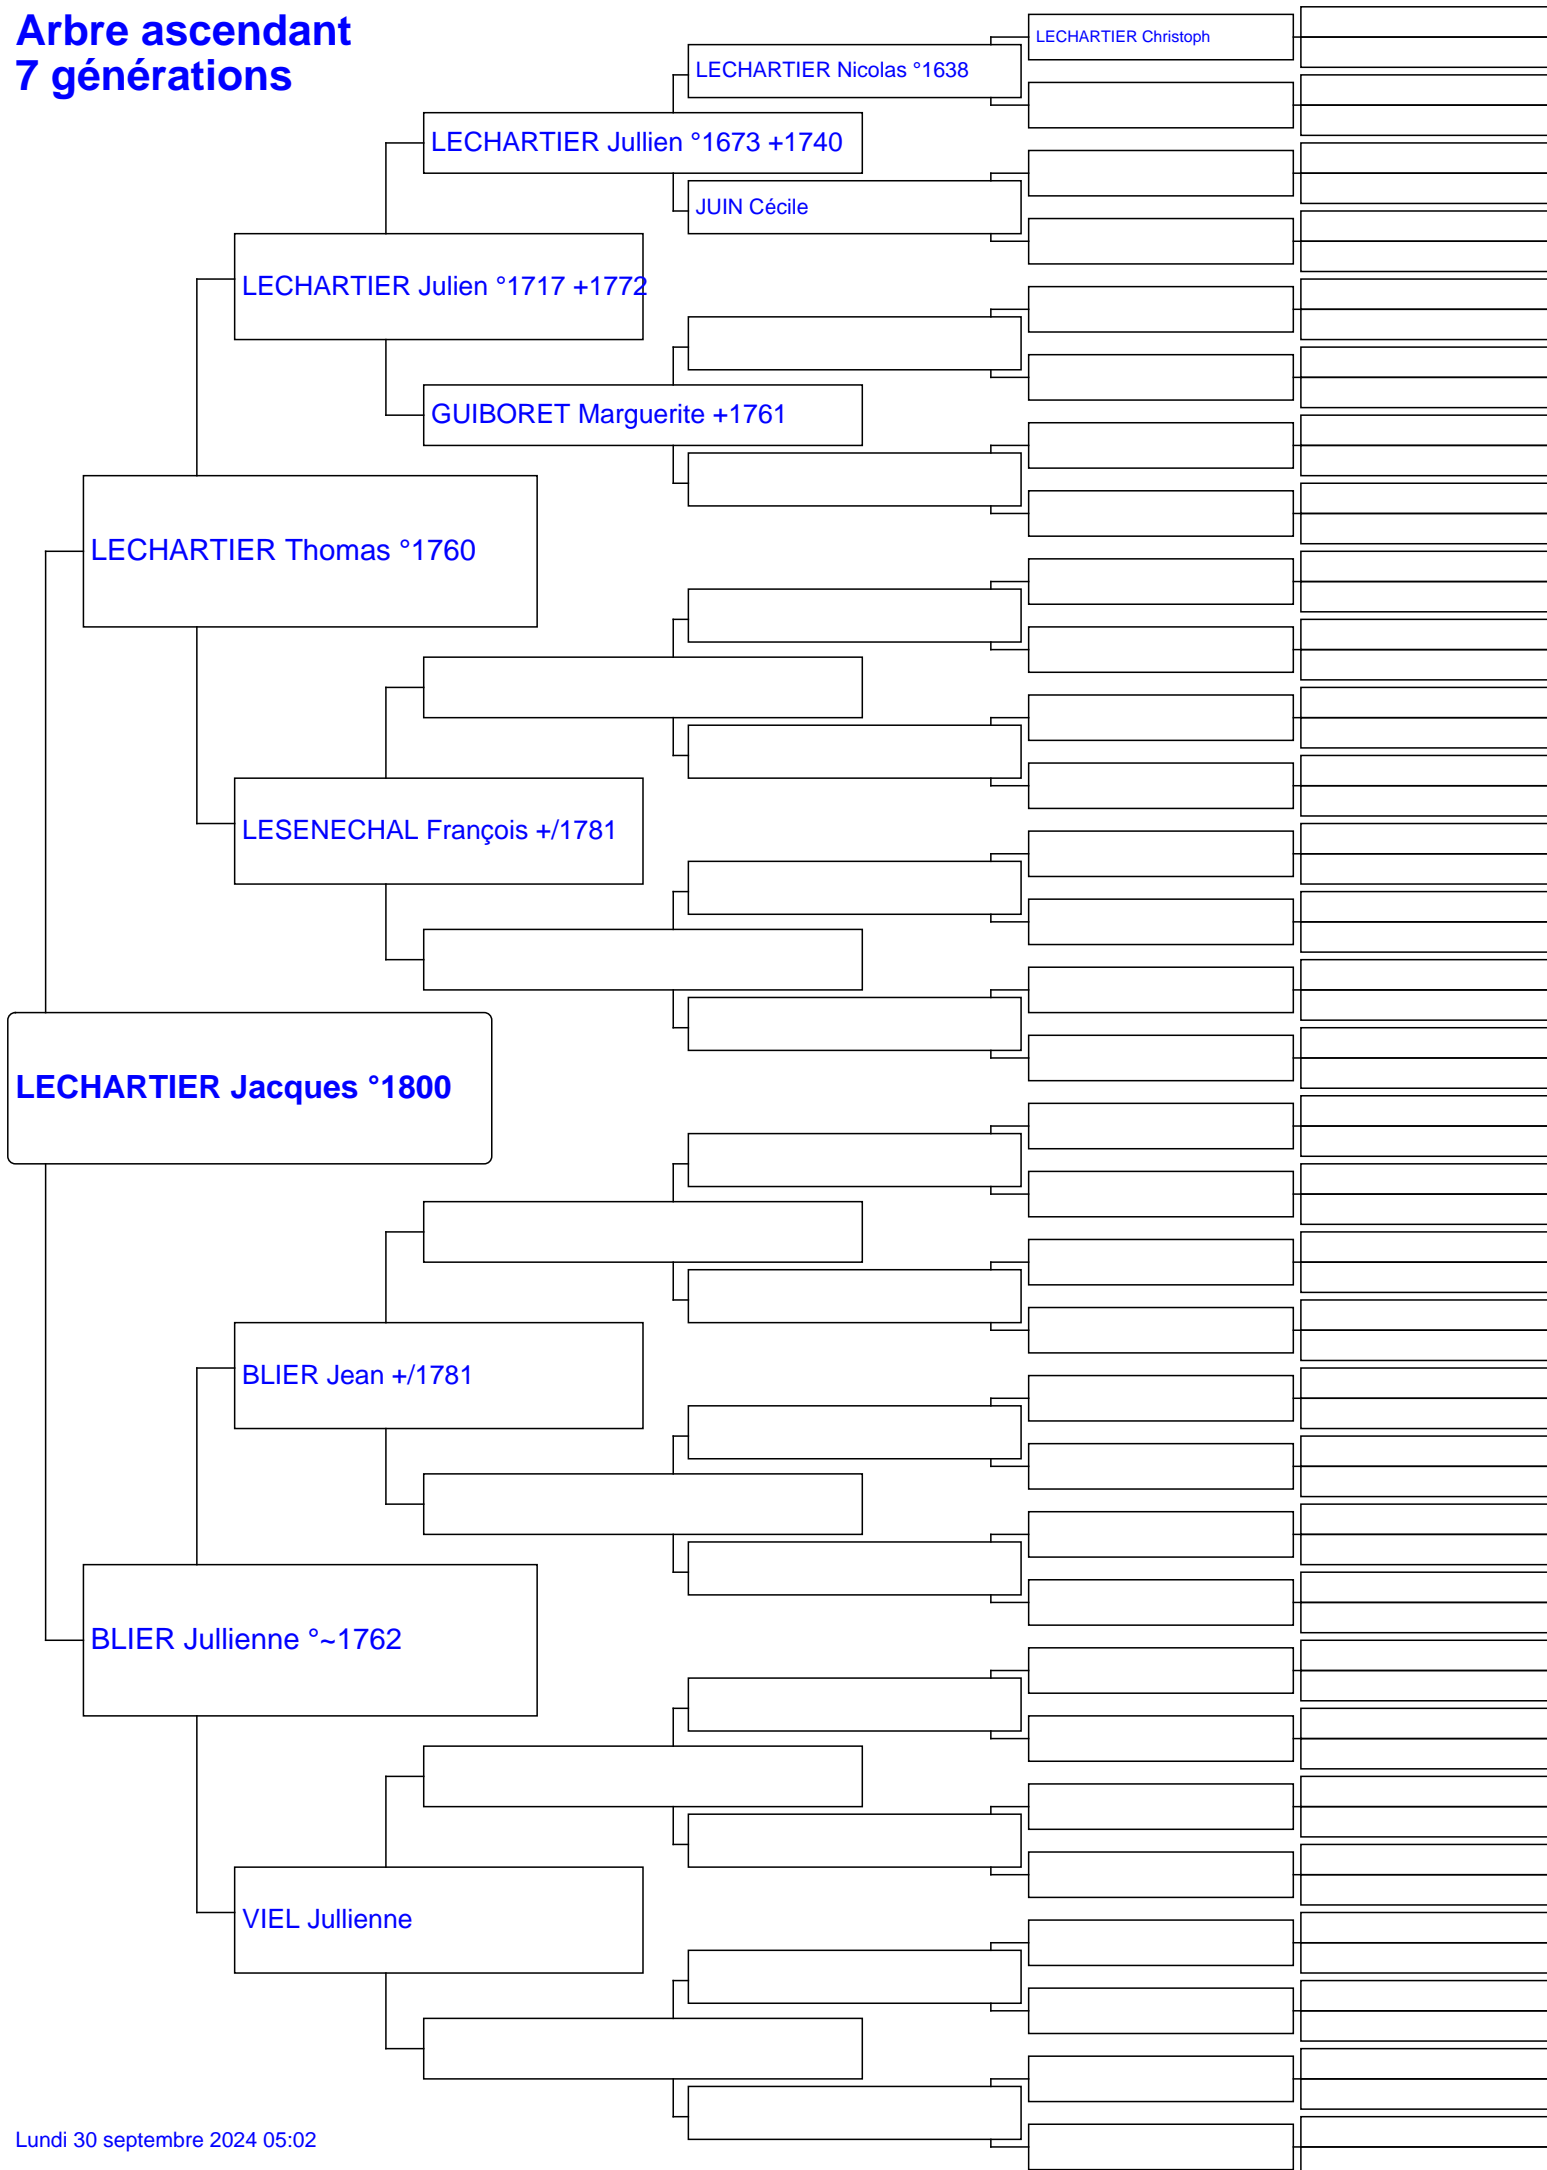 Arbre ascendant
7 générations
LECHARTIER Christoph
LECHARTIER Nicolas °1638
LECHARTIER Jullien °1673 +1740
JUIN Cécile
LECHARTIER Julien °1717 +1772
GUIBORET Marguerite +1761
LECHARTIER Thomas °1760
LESENECHAL François +/1781
LECHARTIER Jacques °1800
BLIER Jean +/1781
BLIER Jullienne °~1762
VIEL Jullienne
Lundi 30 septembre 2024 05:02